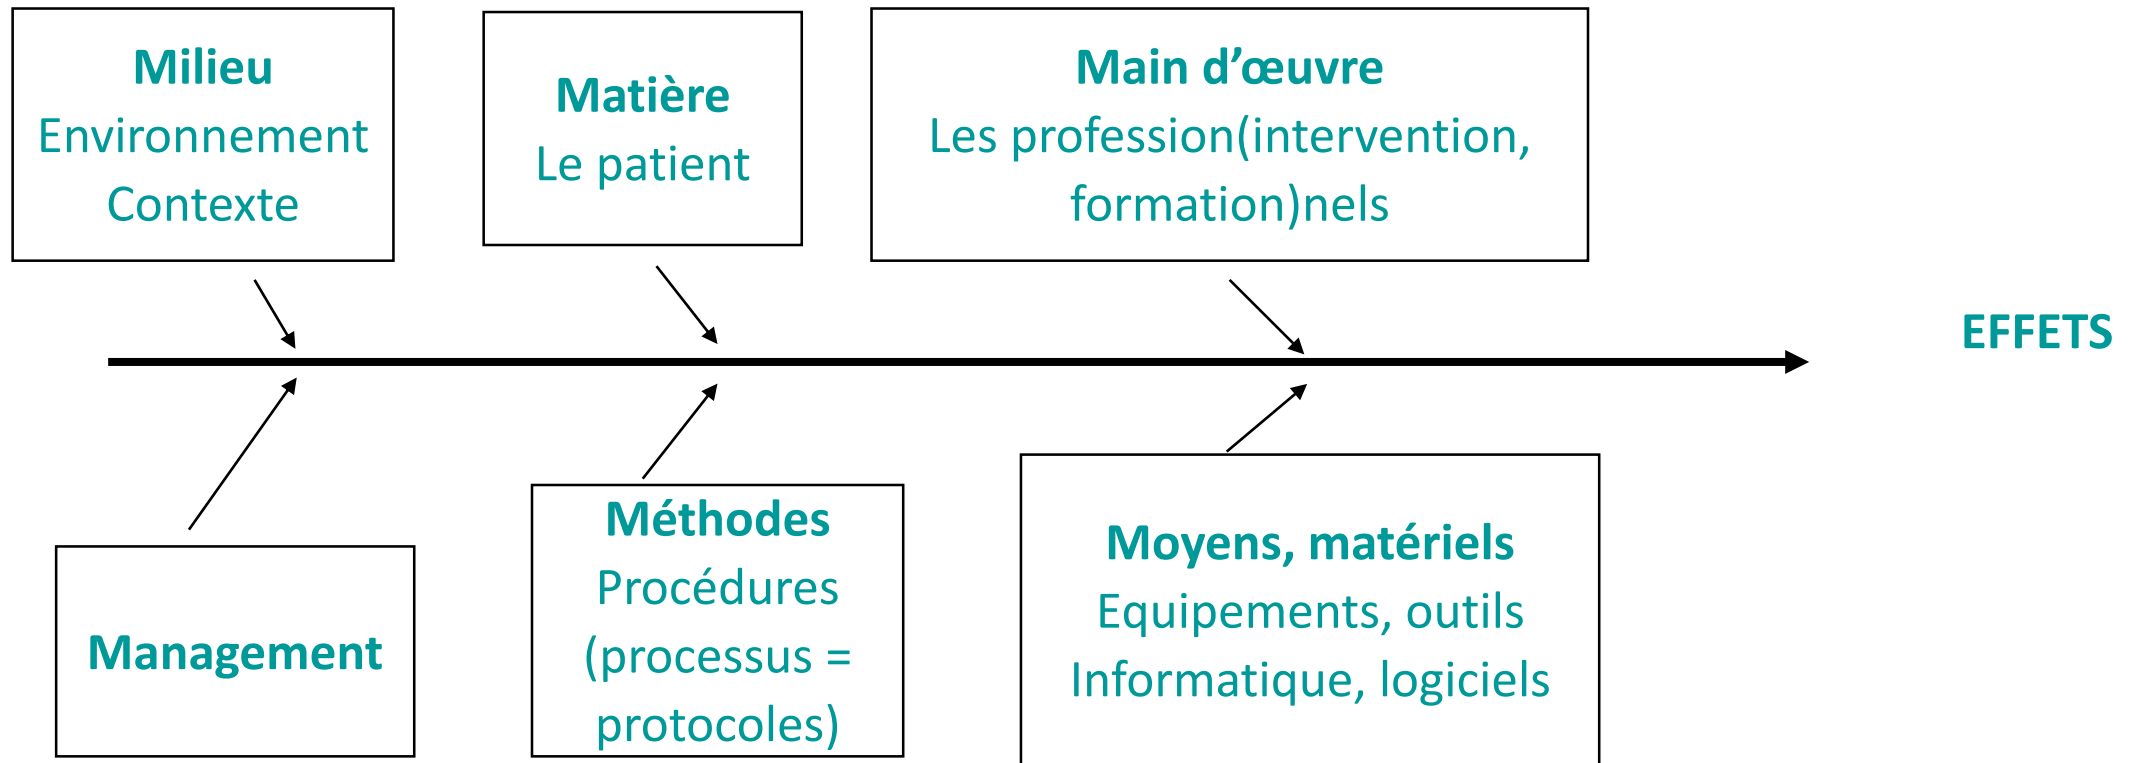 Milieu
Environnement
Contexte
Matière
Le patient
Main d’œuvre
Les profession(intervention,
formation)nels
EFFETS
Management
Méthodes
Procédures
(processus =
protocoles)
Moyens, matériels
Equipements, outils
Informatique, logiciels